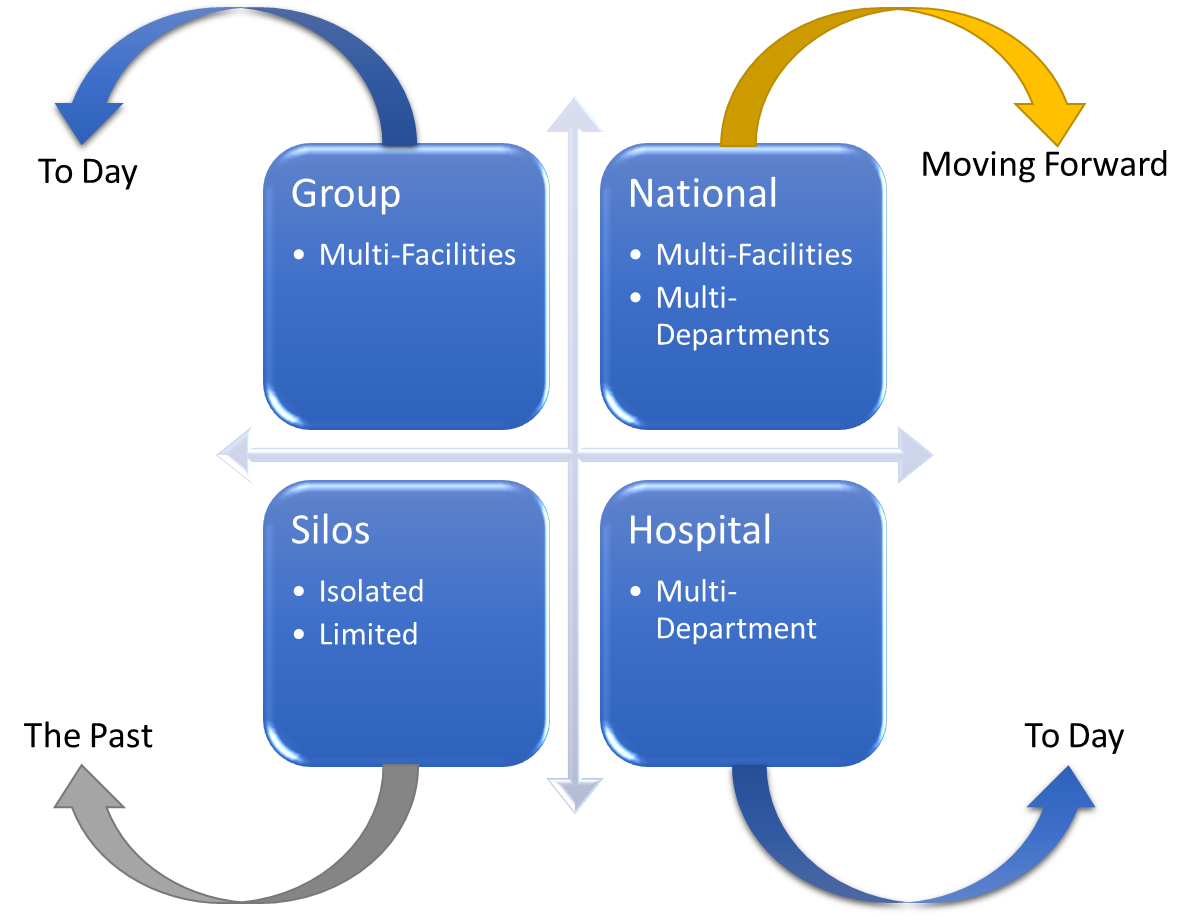 To Day
Moving Forward
Group
• Multi-Facilities
National
• Multi-Facilities
• Multi-
Departments
Silos
• Isolated
• Limited
Hospital
• Multi-
Department
The Past
To Day